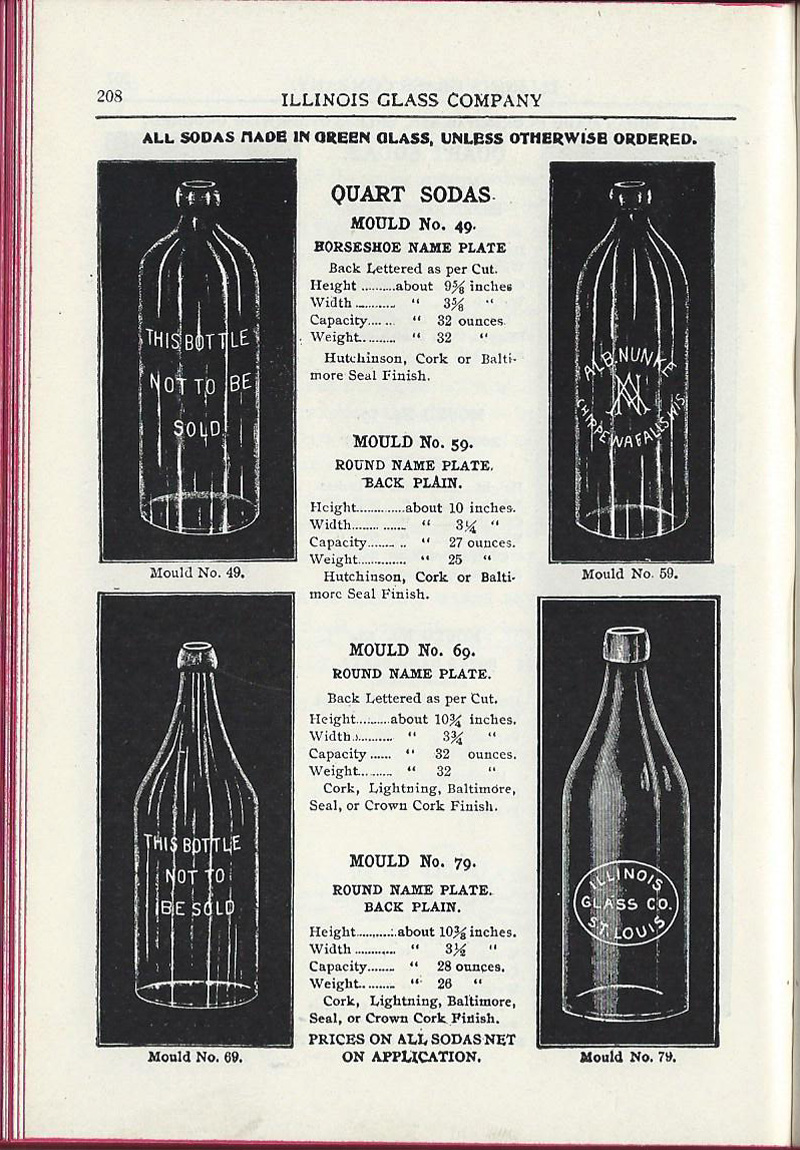 208
ILLINOIS GLASS COMPANY
ALL SODAS MADE IN GREEN GLASS, UNLESS OTHERWISE ORDERED.
THIS BOTTLE
NOT TO BE
SOLD
Mould No. 49.
QUART SODAS.
MOULD No. 49.
HORSESHOE NAME PLATE
Back Lettered as per Cut.
Height ..........about 9⅝ inches
Width ........... " 3⅝ "
Capacity....... " 32 ounces.
Weight.......... " 32 "
Hutchinson, Cork or Balti-
more Seal Finish.
MOULD No. 59.
ROUND NAME PLATE,
BACK PLAIN.
Height..............about 10 inches.
Width............... " 3¼ "
Capacity.......... " 27 ounces.
Weight.............. " 25 "
Hutchinson, Cork or Balti-
more Seal Finish.
ALB. NUNKE
CHIPPEWA FALLS, WIS
Mould No. 59.
THIS BOTTLE
NOT TO
BE SOLD
Mould No. 69.
MOULD No. 69.
ROUND NAME PLATE.
Back Lettered as per Cut.
Height..........about 10¾ inches.
Width........... " 3¾ "
Capacity ...... " 32 ounces.
Weight......... " 32 "
Cork, Lightning, Baltimore,
Seal, or Crown Cork Finish.
MOULD No. 79.
ROUND NAME PLATE.
BACK PLAIN.
Height...........about 10⅜ inches.
Width ............ " 3½ "
Capacity........ " 28 ounces.
Weight.......... " 26 "
Cork, Lightning, Baltimore,
Seal, or Crown Cork Finish.
PRICES ON ALL SODAS NET
ON APPLICATION.
ILLINOIS
GLASS CO.
ST. LOUIS
Mould No. 79.